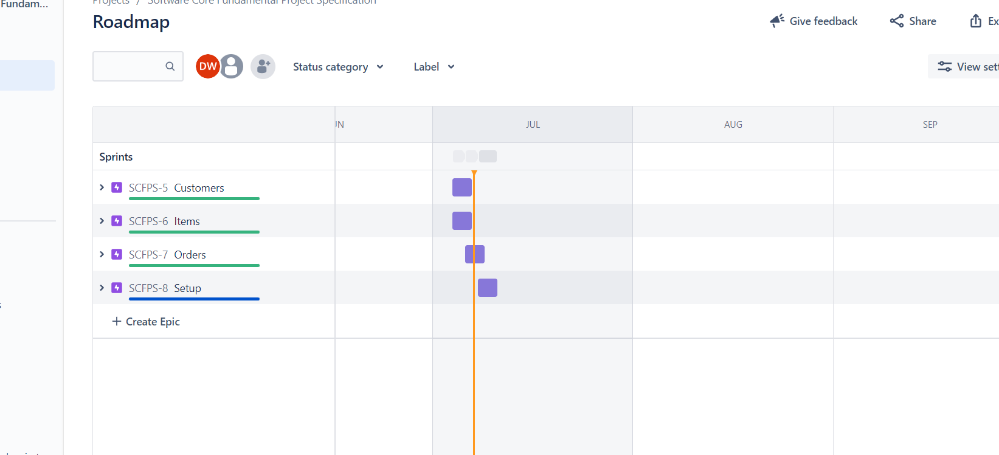 Fundam...
Projects / Software Core Fundamental Project Specification
Roadmap
Give feedback
Share
Ex
DW
Status category
Label
View sett
JN
JUL
AUG
SEP
Sprints
SCFPS-5 Customers
SCFPS-6 Items
SCFPS-7 Orders
SCFPS-8 Setup
+ Create Epic